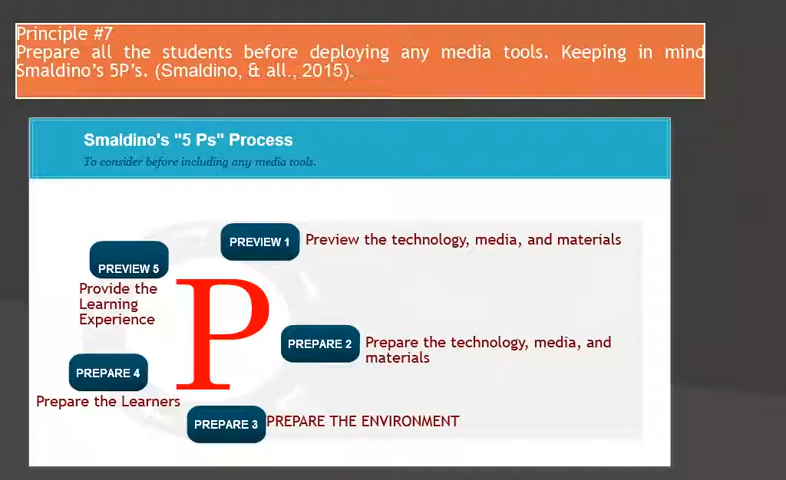 Principle #7
Prepare all the students before deploying any media tools. Keeping in mind
Smaldino's 5P's. (Smaldino, & all., 2015).
Smaldino's "5 Ps" Process
To consider before including any media tools.
PREVIEW 1
Preview the technology, media, and materials
PREPARE 2
Prepare the technology, media, and
materials
PREPARE 3
PREPARE THE ENVIRONMENT
PREPARE 4
Prepare the Learners
PREVIEW 5
Provide the
Learning
Experience
P